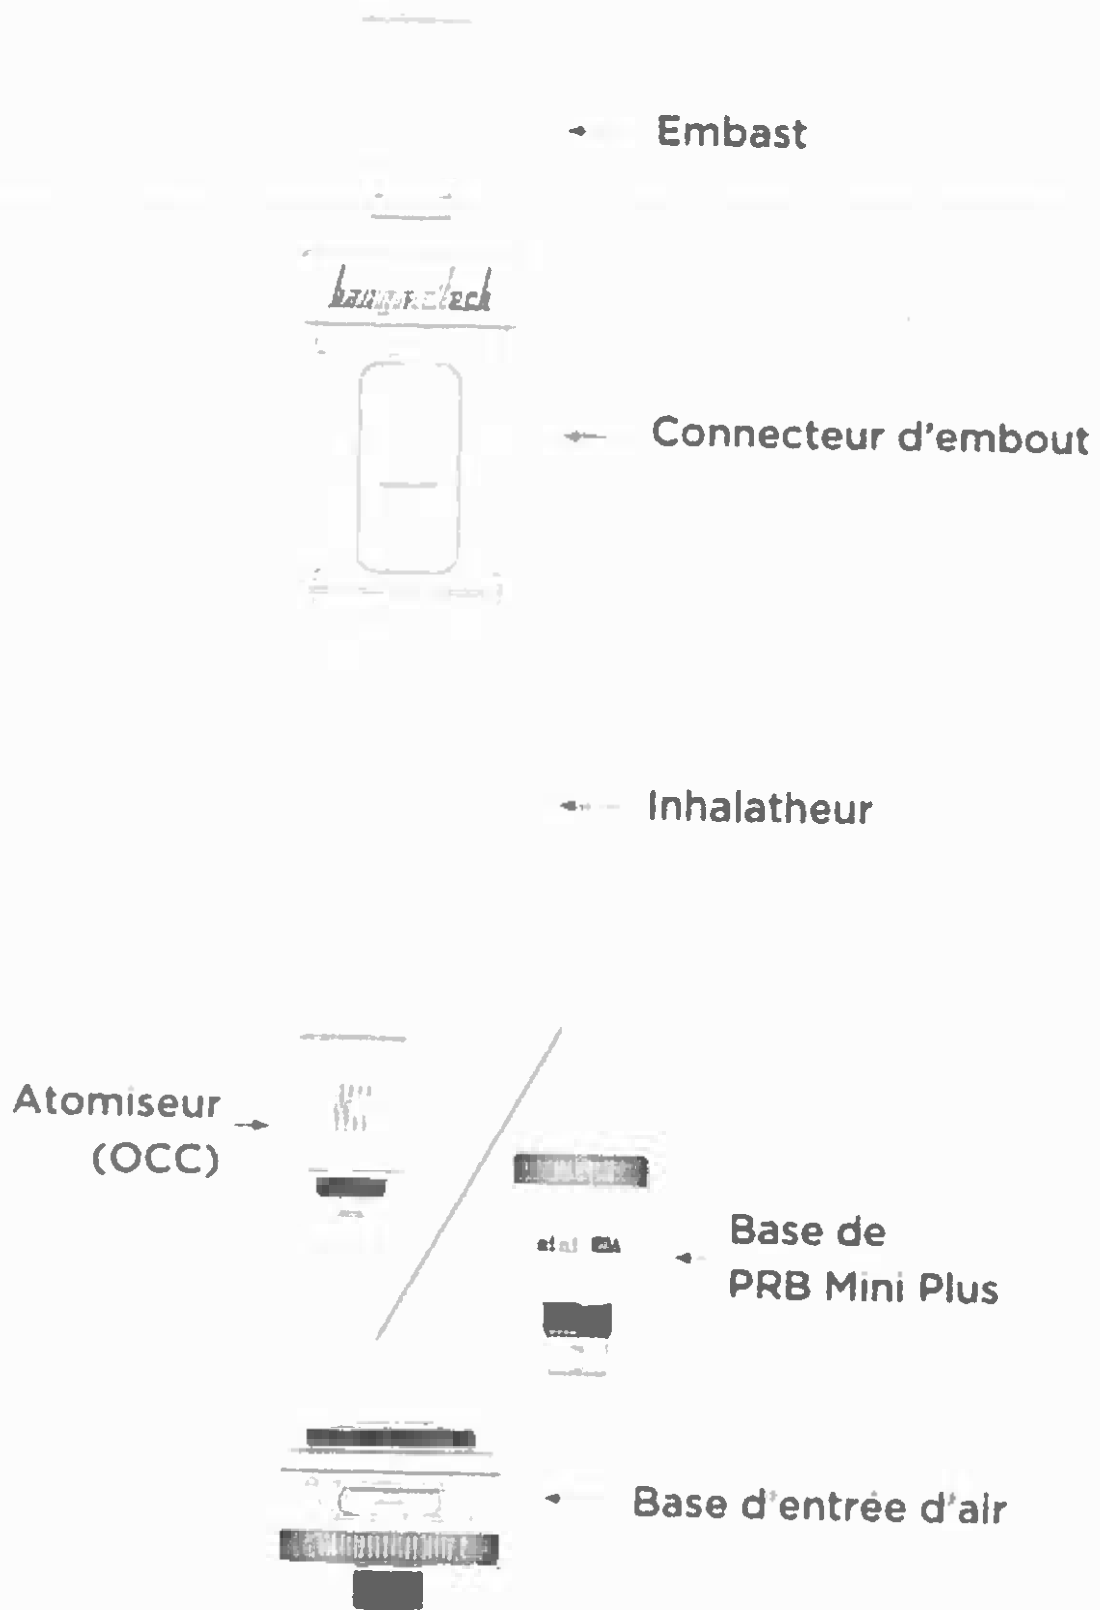 Embast
Connecteur d'embout
Inhalatheur
Atomiseur
(OCC)
Base de
PRB Mini Plus
Base d'entrée d'air